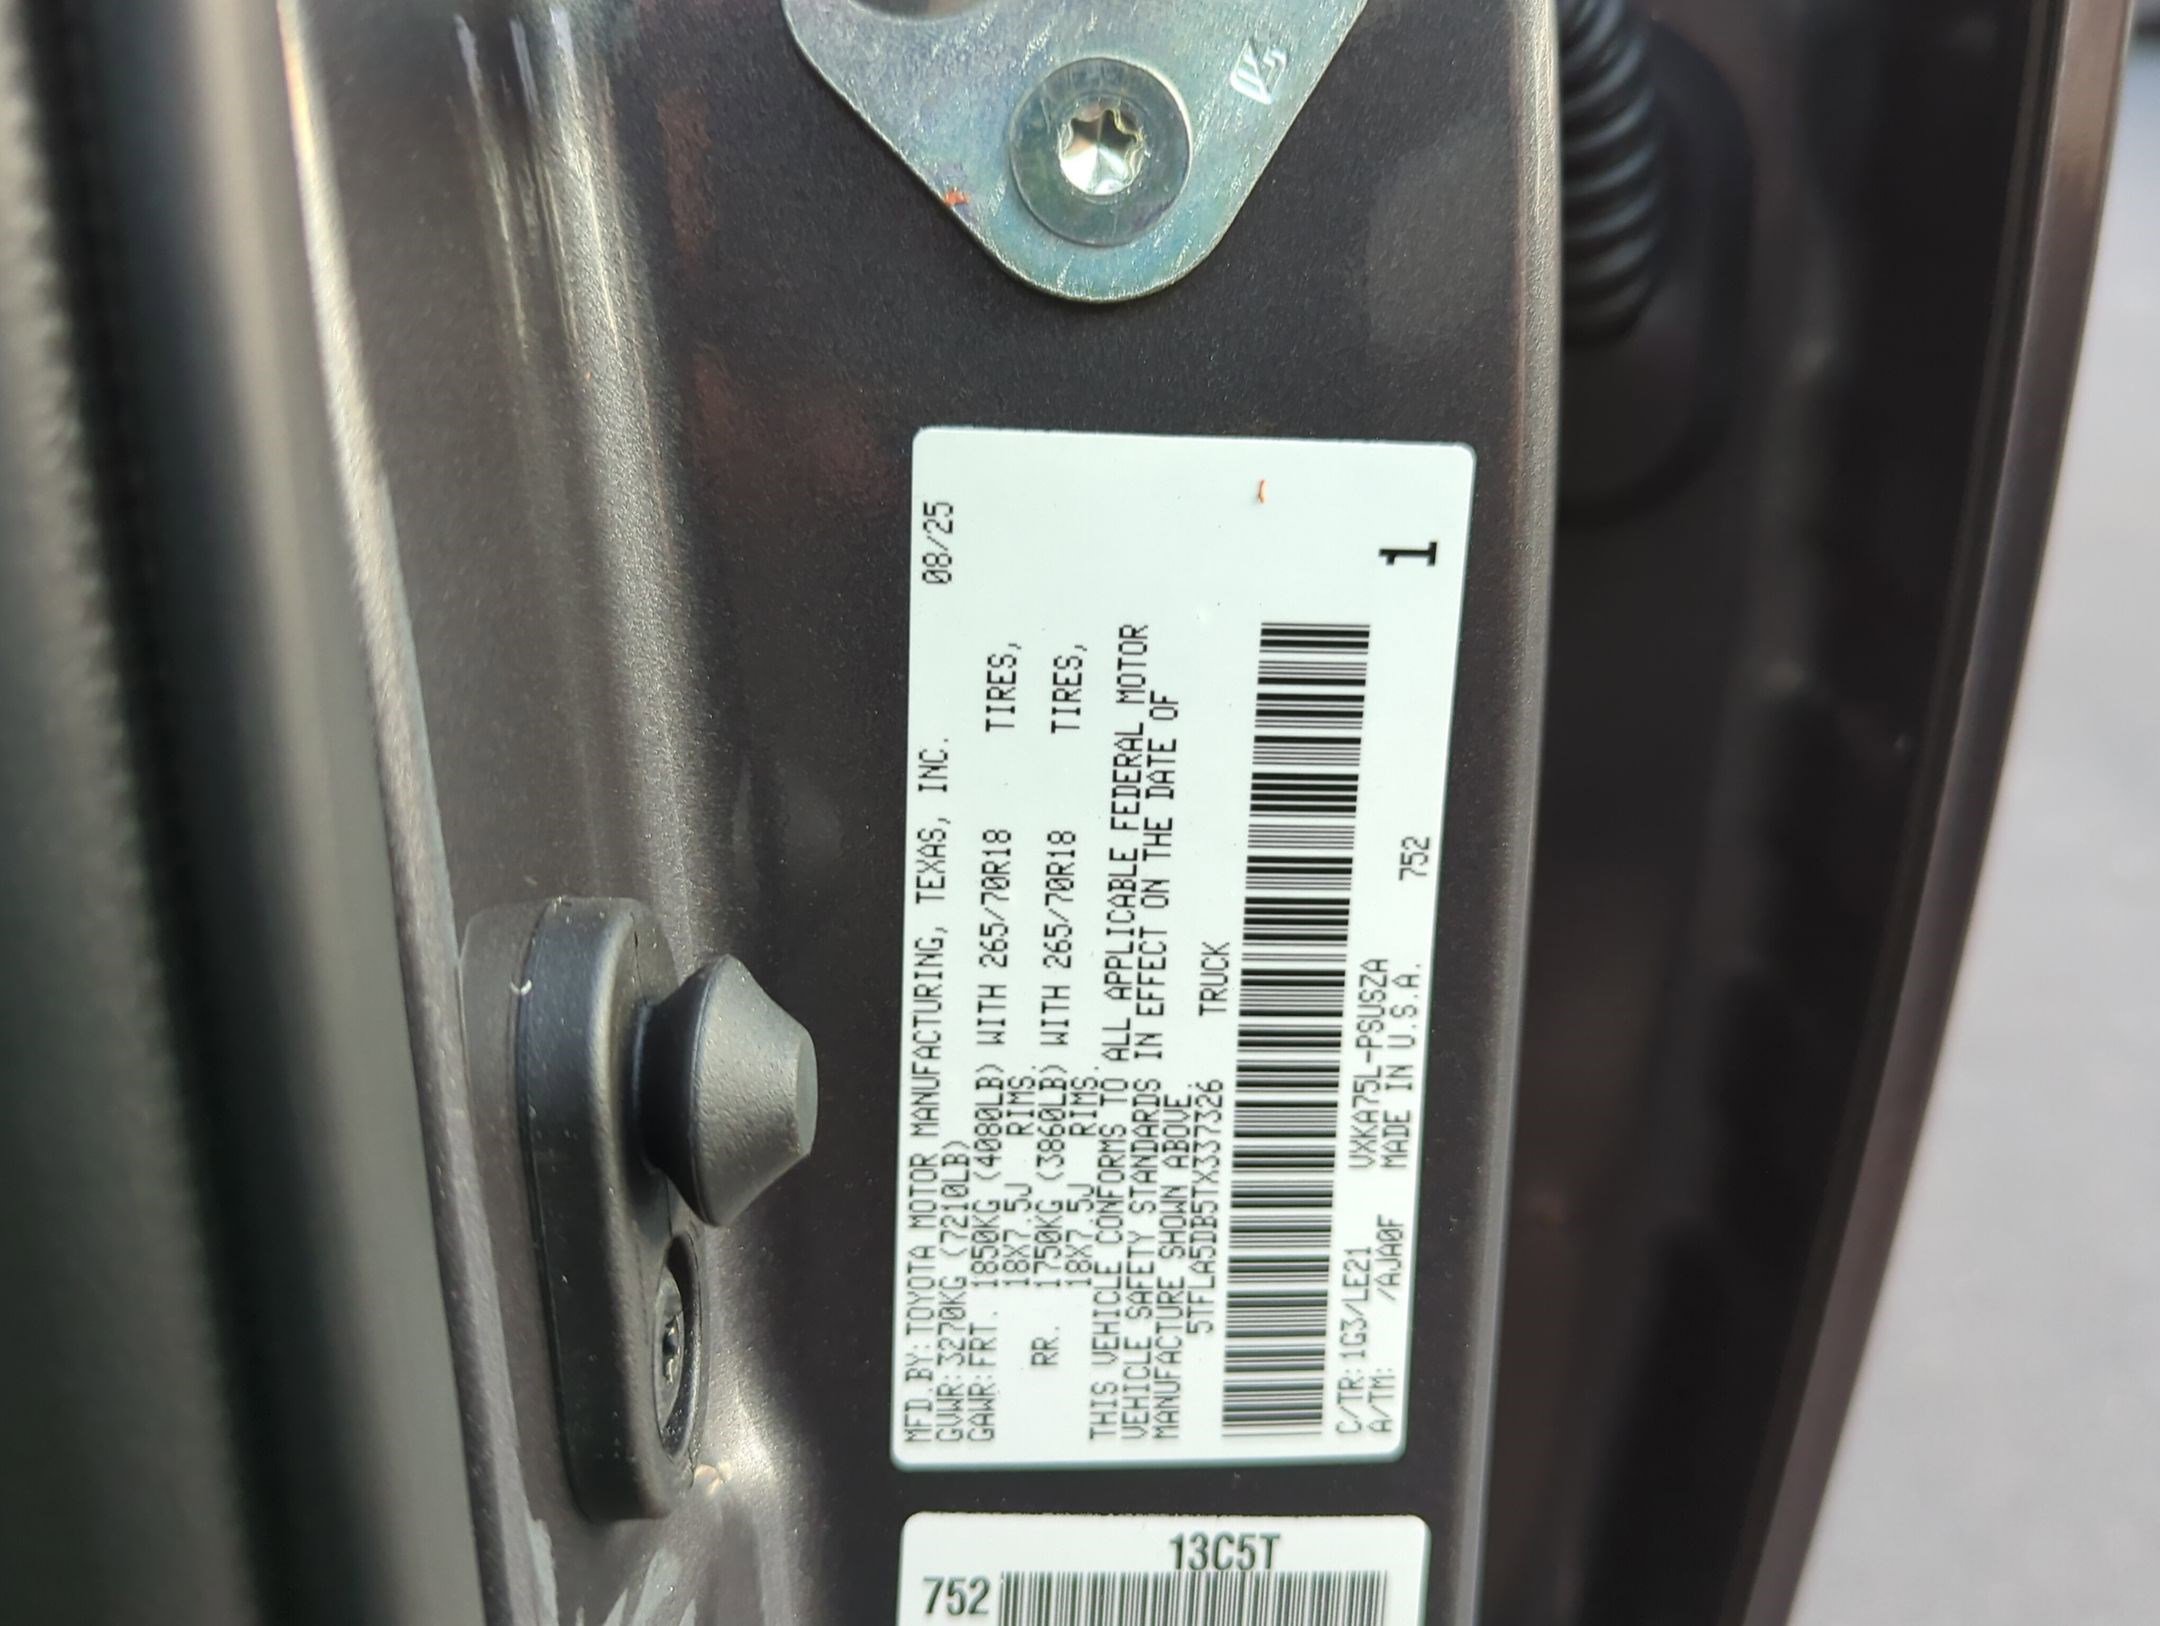 MFD.BY:TOYOTA MOTOR MANUFACTURING, TEXAS, INC. 08/25
GVWR:3270KG (7210LB)
GAWR:FRT. 1850KG (4080LB) WITH 265/70R18 TIRES,
18X7.5J RIMS.
RR. 1750KG (3860LB) WITH 265/70R18 TIRES,
18X7.5J RIMS.
THIS VEHICLE CONFORMS TO ALL APPLICABLE FEDERAL MOTOR
VEHICLE SAFETY STANDARDS IN EFFECT ON THE DATE OF
MANUFACTURE SHOWN ABOVE.
5TFLA5DB5TX337326 TRUCK
C/TR:1G3/LE21 VXKA75L-PSUSZA
A/TM: /AJA0F MADE IN U.S.A. 752 1
13C5T
752